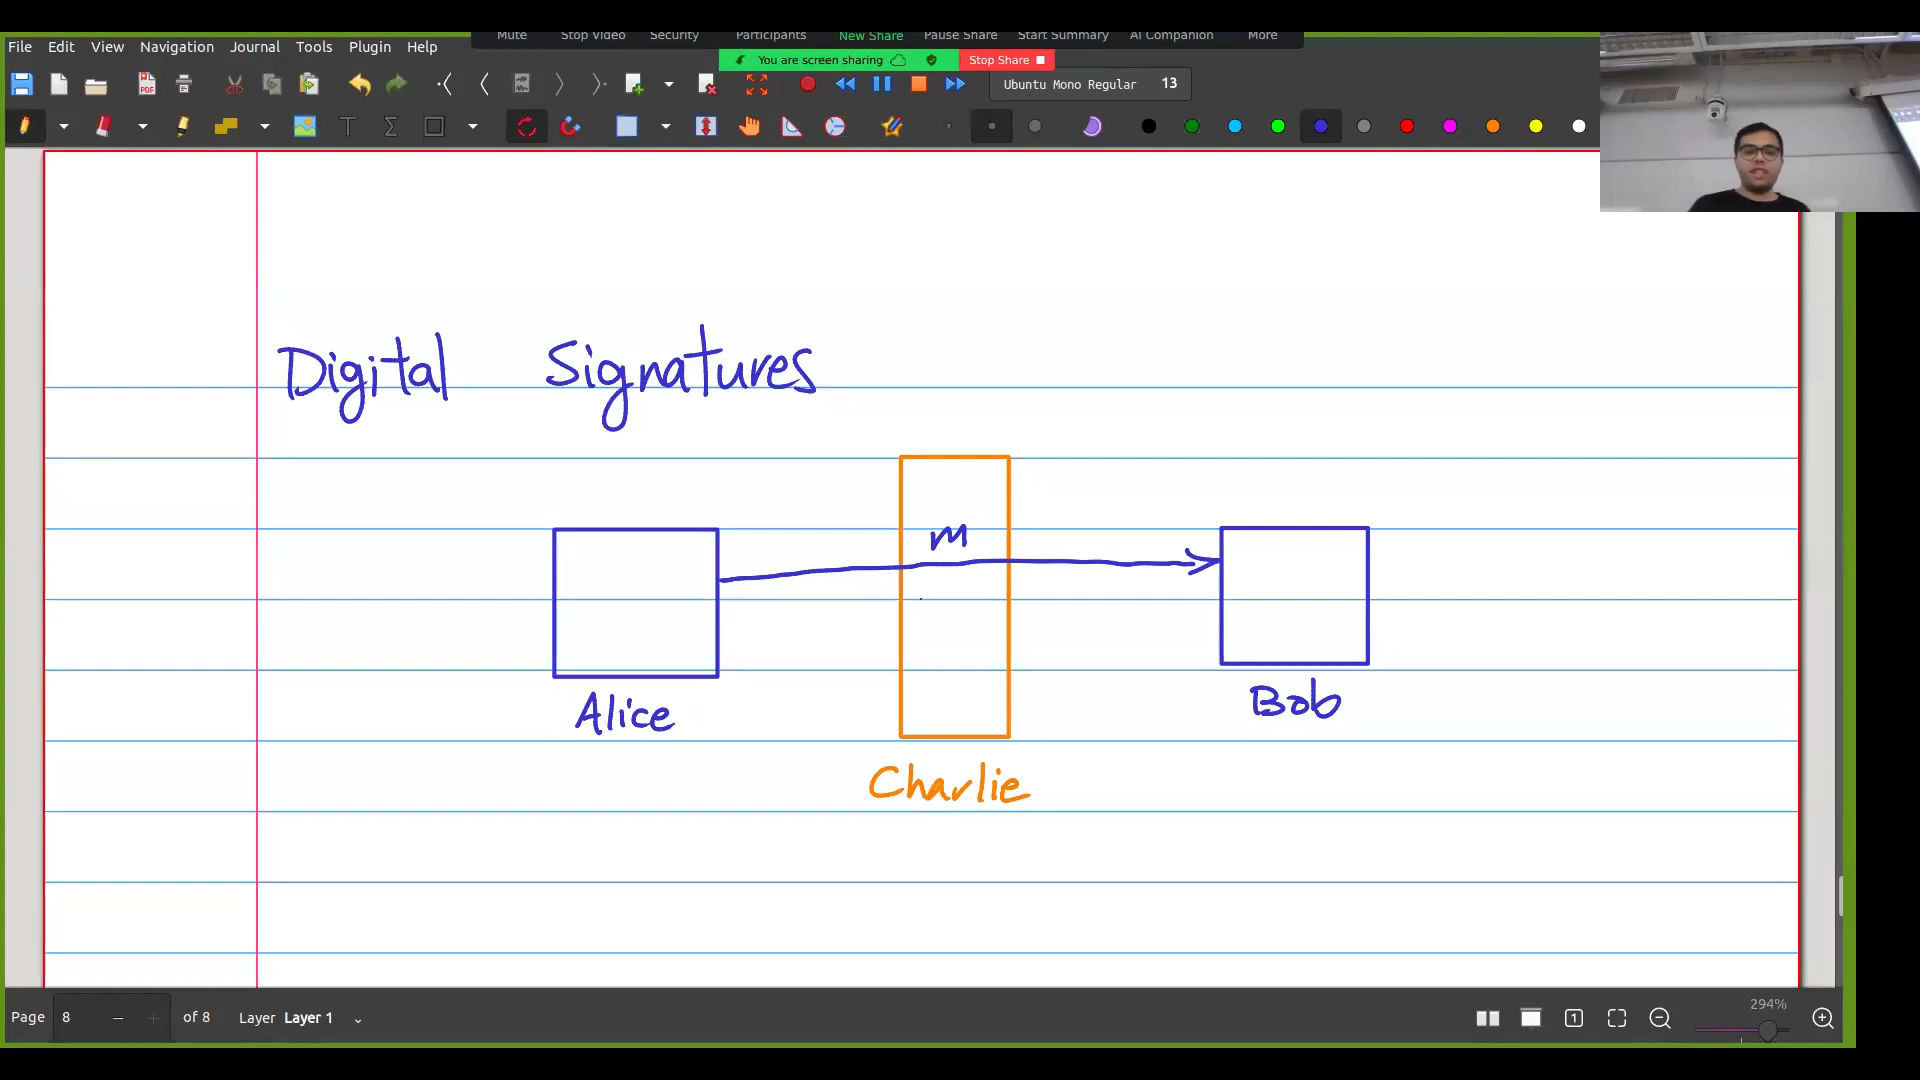 Mute Stop Video Security Participants New Share Pause Share Start Summary AI Companion More
File Edit View Navigation Journal Tools Plugin Help
You are screen sharing Stop Share
PDF Ubuntu Mono Regular 13
T Σ
Digital Signatures
m
Alice Bob
Charlie
Page 8 of 8 Layer Layer 1 1 294%